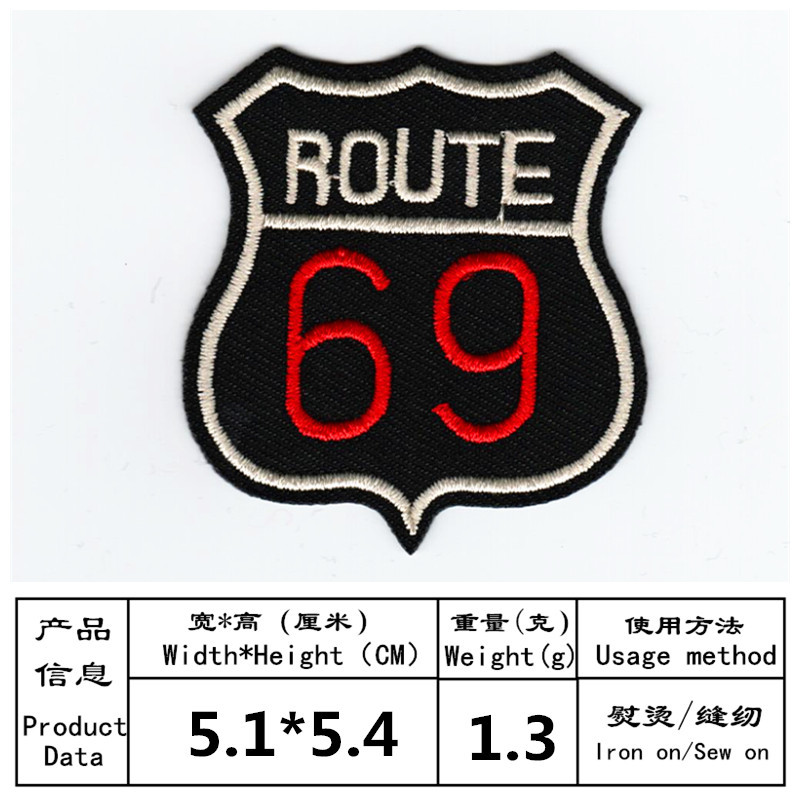 ROUTE
69
产品
信息
Product
Data
宽*高 (厘米)
Width*Height (CM)
5.1*5.4
重量(克)
Weight(g)
1.3
使用方法
Usage method
熨烫/缝纫
Iron on/Sew on